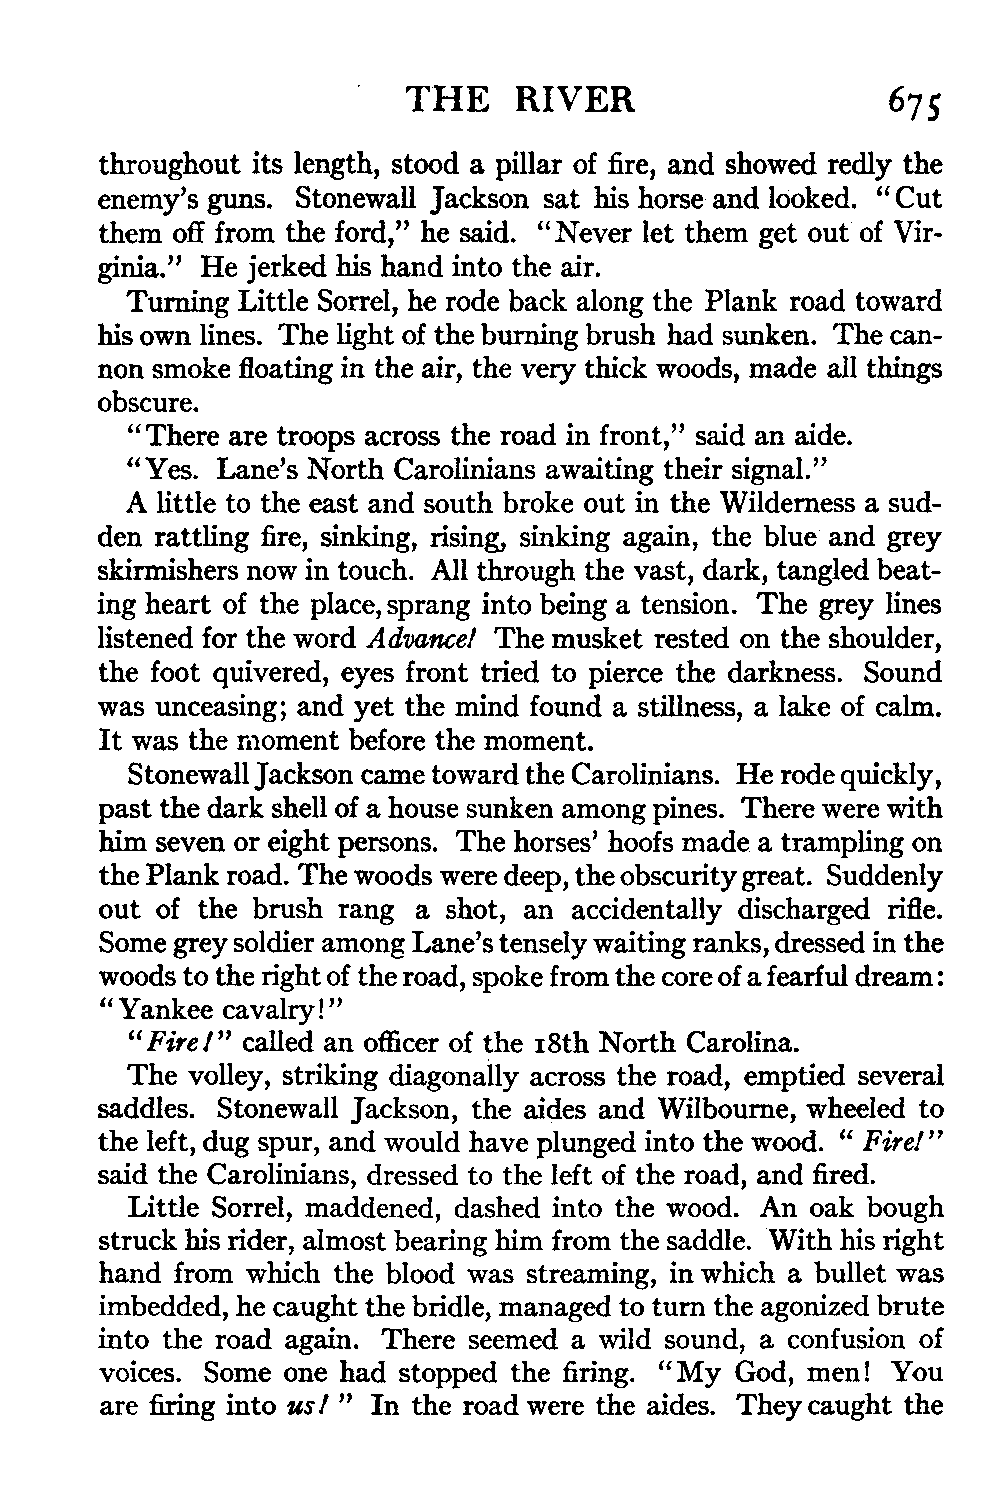 THE RIVER 675
throughout its length, stood a pillar of fire, and showed redly the
enemy's guns. Stonewall Jackson sat his horse and looked. "Cut
them off from the ford," he said. "Never let them get out of Vir-
ginia." He jerked his hand into the air.
Turning Little Sorrel, he rode back along the Plank road toward
his own lines. The light of the burning brush had sunken. The can-
non smoke floating in the air, the very thick woods, made all things
obscure.
"There are troops across the road in front," said an aide.
"Yes. Lane's North Carolinians awaiting their signal."
A little to the east and south broke out in the Wilderness a sud-
den rattling fire, sinking, rising, sinking again, the blue and grey
skirmishers now in touch. All through the vast, dark, tangled beat-
ing heart of the place, sprang into being a tension. The grey lines
listened for the word Advance! The musket rested on the shoulder,
the foot quivered, eyes front tried to pierce the darkness. Sound
was unceasing; and yet the mind found a stillness, a lake of calm.
It was the moment before the moment.
Stonewall Jackson came toward the Carolinians. He rode quickly,
past the dark shell of a house sunken among pines. There were with
him seven or eight persons. The horses' hoofs made a trampling on
the Plank road. The woods were deep, the obscurity great. Suddenly
out of the brush rang a shot, an accidentally discharged rifle.
Some grey soldier among Lane's tensely waiting ranks, dressed in the
woods to the right of the road, spoke from the core of a fearful dream:
"Yankee cavalry!"
"Fire!" called an officer of the 18th North Carolina.
The volley, striking diagonally across the road, emptied several
saddles. Stonewall Jackson, the aides and Wilbourne, wheeled to
the left, dug spur, and would have plunged into the wood. "Fire!"
said the Carolinians, dressed to the left of the road, and fired.
Little Sorrel, maddened, dashed into the wood. An oak bough
struck his rider, almost bearing him from the saddle. With his right
hand from which the blood was streaming, in which a bullet was
imbedded, he caught the bridle, managed to turn the agonized brute
into the road again. There seemed a wild sound, a confusion of
voices. Some one had stopped the firing. "My God, men! You
are firing into us!" In the road were the aides. They caught the